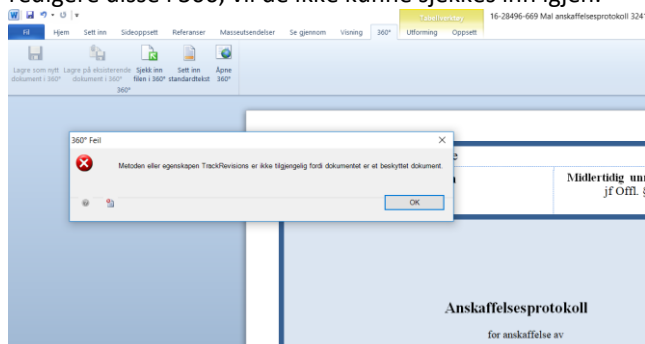 redigere disse i 360, vil de ikke kunne sjekkes inn igjen.
W
Tabellverktøy
16-28496-669 Mal anskaffelsesprotokoll 3241
Fil Hjem Sett inn Sideoppsett Referanser Masseutsendelser Se gjennom Visning 360° Utforming Oppsett
Lagre som nytt Lagre på eksisterende Sjekk inn Sett inn Åpne
dokument i 360° dokument i 360° filen i 360° standardtekst 360°
360°
360° Feil
Metoden eller egenskapen TrackRevisions er ikke tilgjengelig fordi dokumentet er et beskyttet dokument.
OK
Midlertidig
jf Offl. §
Anskaffelsesprotokoll
for anskaffelse av